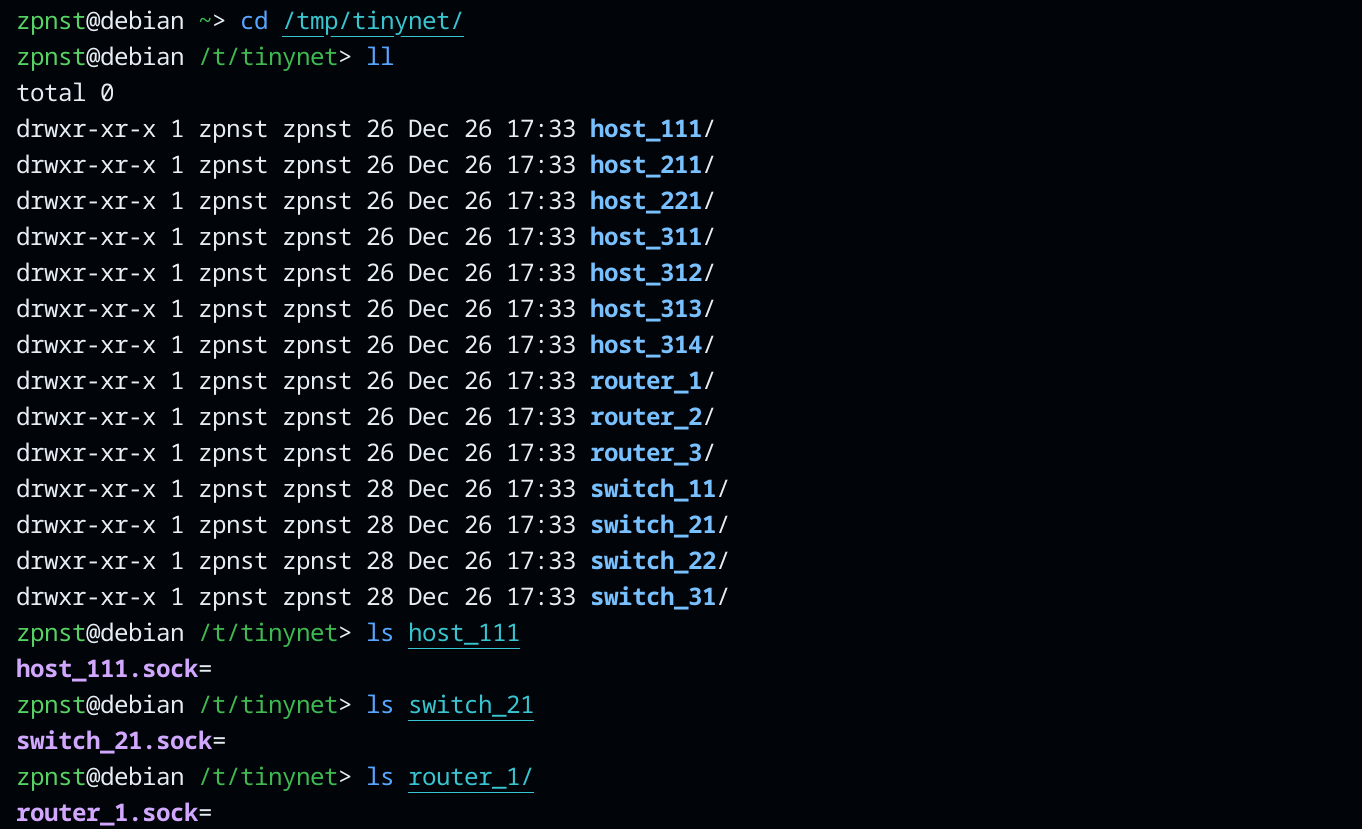 zpnst@debian ~> cd /tmp/tinynet/
zpnst@debian /t/tinynet> ll
total 0
drwxr-xr-x 1 zpnst zpnst 26 Dec 26 17:33 host_111/
drwxr-xr-x 1 zpnst zpnst 26 Dec 26 17:33 host_211/
drwxr-xr-x 1 zpnst zpnst 26 Dec 26 17:33 host_221/
drwxr-xr-x 1 zpnst zpnst 26 Dec 26 17:33 host_311/
drwxr-xr-x 1 zpnst zpnst 26 Dec 26 17:33 host_312/
drwxr-xr-x 1 zpnst zpnst 26 Dec 26 17:33 host_313/
drwxr-xr-x 1 zpnst zpnst 26 Dec 26 17:33 host_314/
drwxr-xr-x 1 zpnst zpnst 26 Dec 26 17:33 router_1/
drwxr-xr-x 1 zpnst zpnst 26 Dec 26 17:33 router_2/
drwxr-xr-x 1 zpnst zpnst 26 Dec 26 17:33 router_3/
drwxr-xr-x 1 zpnst zpnst 28 Dec 26 17:33 switch_11/
drwxr-xr-x 1 zpnst zpnst 28 Dec 26 17:33 switch_21/
drwxr-xr-x 1 zpnst zpnst 28 Dec 26 17:33 switch_22/
drwxr-xr-x 1 zpnst zpnst 28 Dec 26 17:33 switch_31/
zpnst@debian /t/tinynet> ls host_111
host_111.sock=
zpnst@debian /t/tinynet> ls switch_21
switch_21.sock=
zpnst@debian /t/tinynet> ls router_1/
router_1.sock=